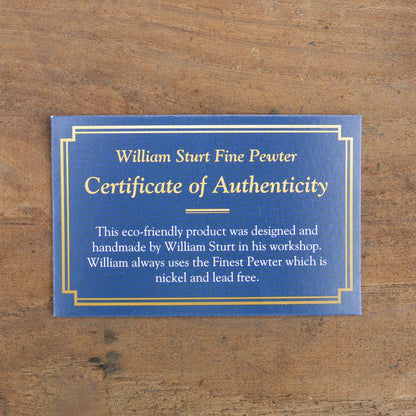 William Sturt Fine Pewter
Certificate of Authenticity
This eco-friendly product was designed and
handmade by William Sturt in his workshop.
William always uses the Finest Pewter which is
nickel and lead free.